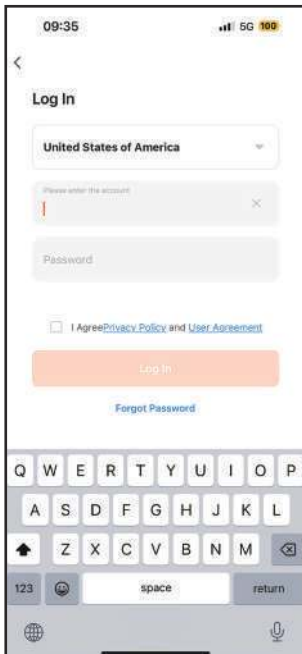 09:35 5G 100
Log In
United States of America
Please enter the account
Password
I AgreePrivacy Policy and User Agreement
Log In
Forgot Password
Q W E R T Y U I O P
A S D F G H J K L
Z X C V B N M
123 space return